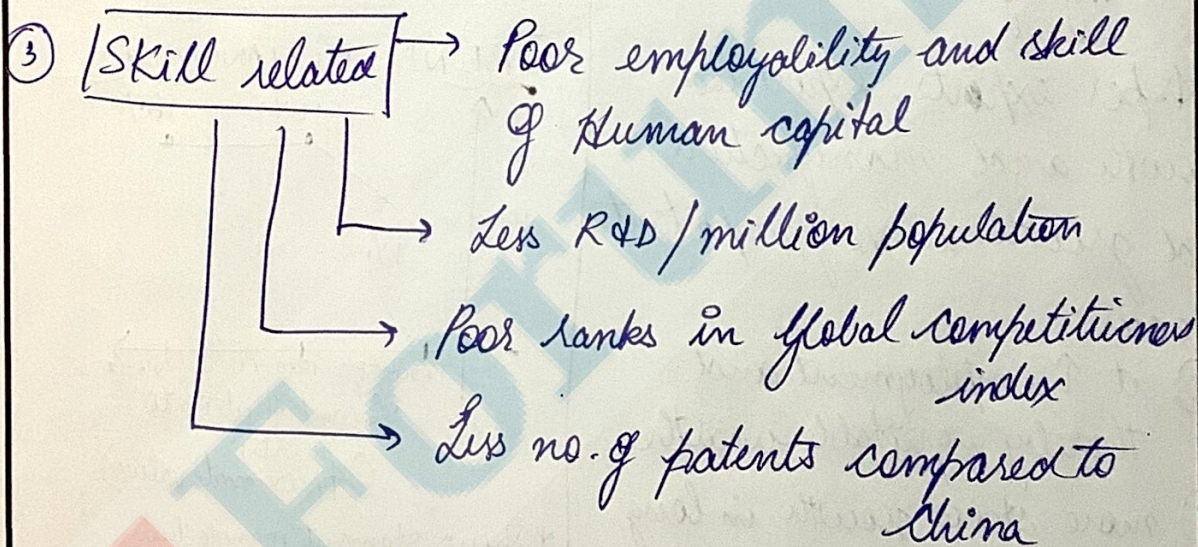 ③ Skill related → Poor employability and skill
of Human capital
→ Less R&D/million population
→ Poor ranks in Global competitiveness
index
→ Less no. of patents compared to
China
Forum